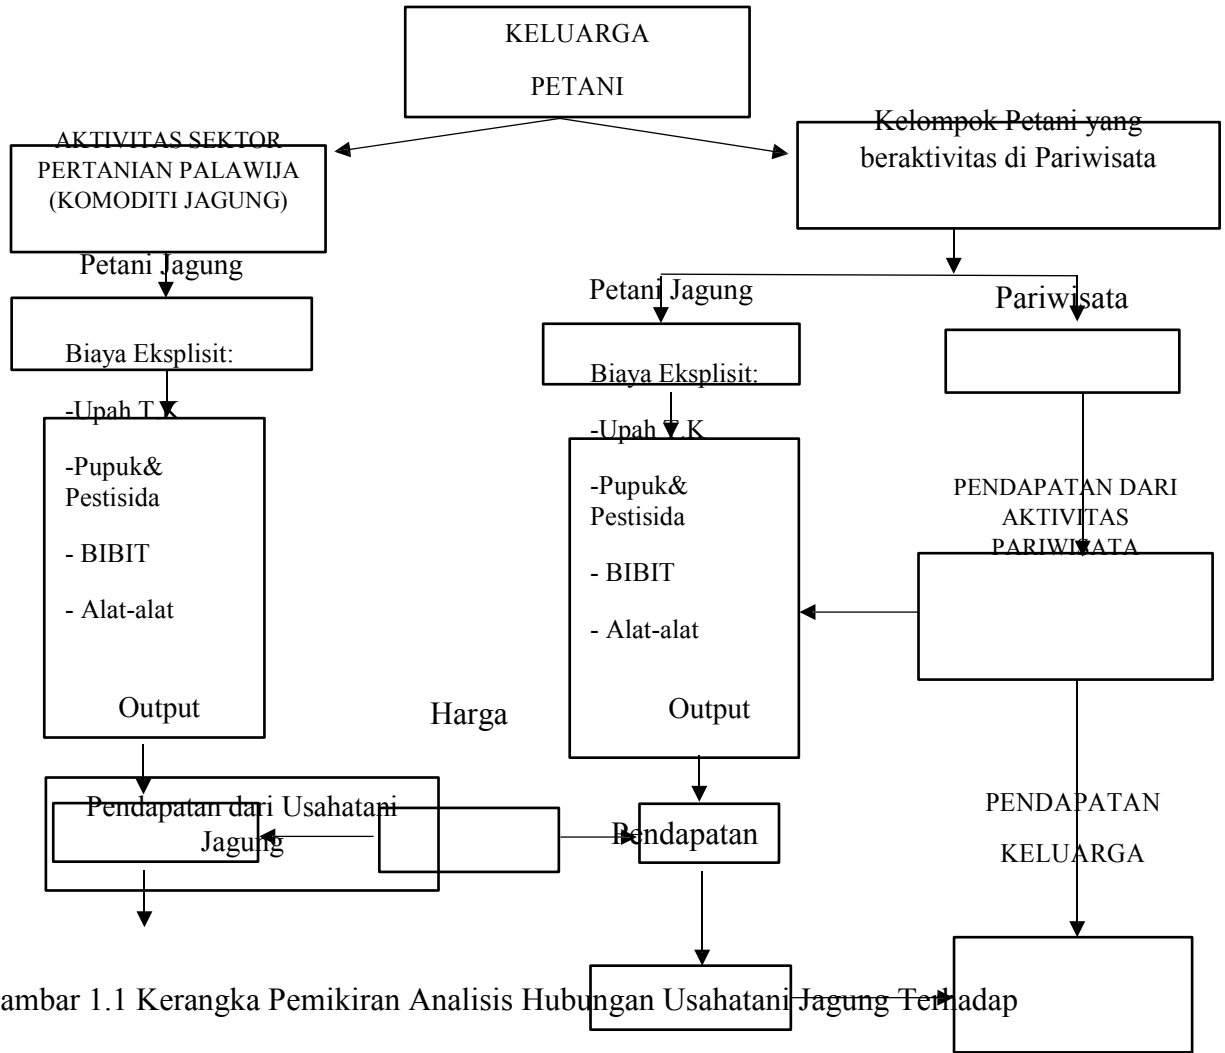 KELUARGA
PETANI
AKTIVITAS SEKTOR
PERTANIAN PALAWIJA
(KOMODITI JAGUNG)
Kelompok Petani yang
beraktivitas di Pariwisata
Petani Jagung
Petani Jagung
Pariwisata
Biaya Eksplisit:
-Upah T.K
-Pupuk&
Pestisida
- BIBIT
- Alat-alat
Output
Biaya Eksplisit:
-Upah T.K
-Pupuk&
Pestisida
- BIBIT
- Alat-alat
Output
PENDAPATAN DARI
AKTIVITAS
PARIWISATA
Harga
Pendapatan dari Usahatani
Jagung
Pendapatan
PENDAPATAN
KELUARGA
ambar 1.1 Kerangka Pemikiran Analisis Hubungan Usahatani Jagung Terhadap